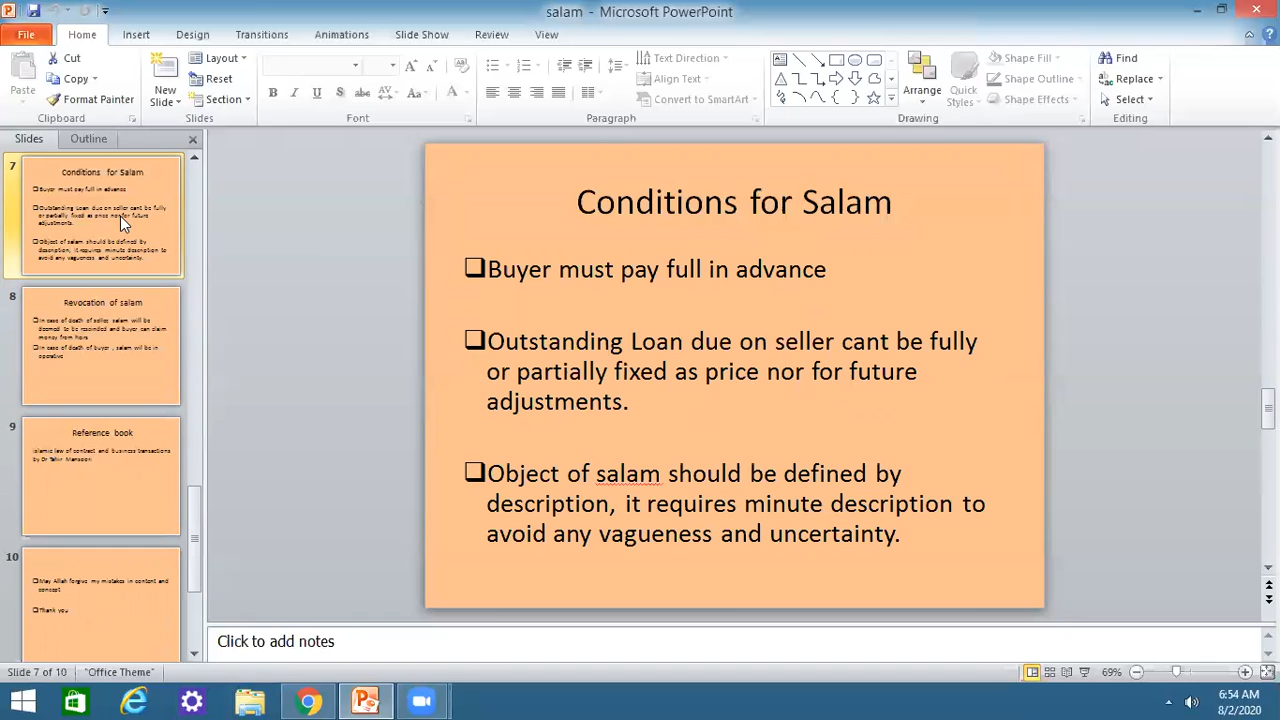 salam - Microsoft PowerPoint
File Home Insert Design Transitions Animations Slide Show Review View
Cut
Copy
Format Painter
Paste
Clipboard
New
Slide
Layout
Reset
Section
Slides
B I U S abc AV Aa A
Font
Text Direction
Align Text
Convert to SmartArt
Paragraph
Arrange
Quick
Styles
Shape Fill
Shape Outline
Shape Effects
Drawing
Find
Replace
Select
Editing
Slides Outline
7
Conditions for Salam
Buyer must pay full in advance
Outstanding Loan due on seller cant be fully
or partially fixed as price nor for future
adjustments.
Object of salam should be defined by
description, it requires minute description to
avoid any vagueness and uncertainty.
8
Revocation of salam
In case of death of seller, salam will be
deemed to be rescinded and buyer can claim
money from heirs
In case of death of buyer , salam will be in
operative
9
Reference book
Islamic law of contract and business transactions
by Dr Tahir Mansoori
10
May Allah forgive my mistakes in content and
concept
Thank you
Conditions for Salam
Buyer must pay full in advance
Outstanding Loan due on seller cant be fully
or partially fixed as price nor for future
adjustments.
Object of salam should be defined by
description, it requires minute description to
avoid any vagueness and uncertainty.
Click to add notes
Slide 7 of 10 "Office Theme" 69%
6:54 AM
8/2/2020